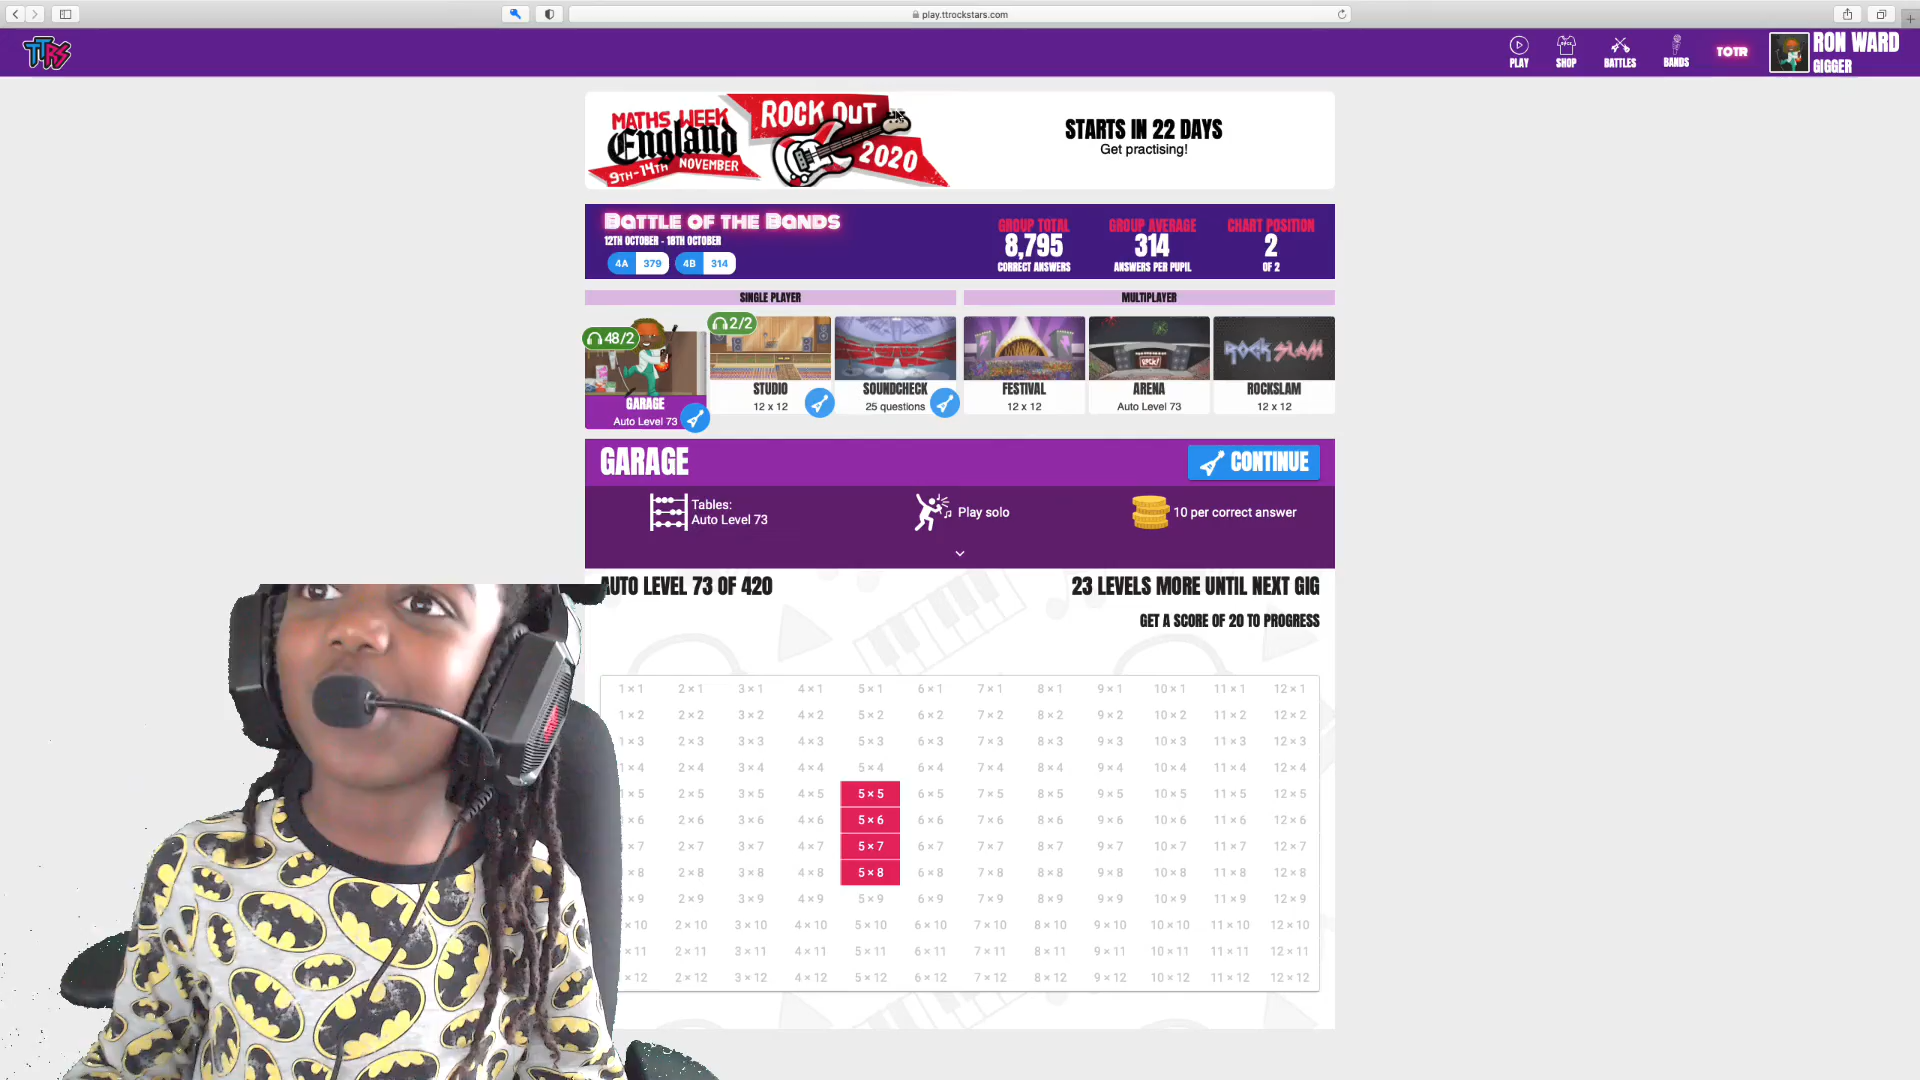 play.ttrockstars.com
TTRS
PLAY
SHOP
BATTLES
BANDS
TOTR
RON WARD
GIGGER
MATHS WEEK
England
9TH-14TH NOVEMBER
ROCK OUT
2020
STARTS IN 22 DAYS
Get practising!
BATTLE OF THE BANDS
12TH OCTOBER - 18TH OCTOBER
4A 379 4B 314
GROUP TOTAL
8,795
CORRECT ANSWERS
GROUP AVERAGE
314
ANSWERS PER PUPIL
CHART POSITION
2
OF 2
SINGLE PLAYER
MULTIPLAYER
48/2
GARAGE
Auto Level 73
2/2
STUDIO
12 x 12
SOUNDCHECK
25 questions
FESTIVAL
12 x 12
ARENA
Auto Level 73
ROCK SLAM
ROCKSLAM
12 x 12
GARAGE
CONTINUE
Tables:
Auto Level 73
Play solo
10 per correct answer
AUTO LEVEL 73 OF 420
23 LEVELS MORE UNTIL NEXT GIG
GET A SCORE OF 20 TO PROGRESS
1 × 1 2 × 1 3 × 1 4 × 1 5 × 1 6 × 1 7 × 1 8 × 1 9 × 1 10 × 1 11 × 1 12 × 1
1 × 2 2 × 2 3 × 2 4 × 2 5 × 2 6 × 2 7 × 2 8 × 2 9 × 2 10 × 2 11 × 2 12 × 2
× 3 2 × 3 3 × 3 4 × 3 5 × 3 6 × 3 7 × 3 8 × 3 9 × 3 10 × 3 11 × 3 12 × 3
× 4 2 × 4 3 × 4 4 × 4 5 × 4 6 × 4 7 × 4 8 × 4 9 × 4 10 × 4 11 × 4 12 × 4
× 5 2 × 5 3 × 5 4 × 5 5 × 5 6 × 5 7 × 5 8 × 5 9 × 5 10 × 5 11 × 5 12 × 5
× 6 2 × 6 3 × 6 4 × 6 5 × 6 6 × 6 7 × 6 8 × 6 9 × 6 10 × 6 11 × 6 12 × 6
× 7 2 × 7 3 × 7 4 × 7 5 × 7 6 × 7 7 × 7 8 × 7 9 × 7 10 × 7 11 × 7 12 × 7
× 8 2 × 8 3 × 8 4 × 8 5 × 8 6 × 8 7 × 8 8 × 8 9 × 8 10 × 8 11 × 8 12 × 8
× 9 2 × 9 3 × 9 4 × 9 5 × 9 6 × 9 7 × 9 8 × 9 9 × 9 10 × 9 11 × 9 12 × 9
× 10 2 × 10 3 × 10 4 × 10 5 × 10 6 × 10 7 × 10 8 × 10 9 × 10 10 × 10 11 × 10 12 × 10
× 11 2 × 11 3 × 11 4 × 11 5 × 11 6 × 11 7 × 11 8 × 11 9 × 11 10 × 11 11 × 11 12 × 11
× 12 2 × 12 3 × 12 4 × 12 5 × 12 6 × 12 7 × 12 8 × 12 9 × 12 10 × 12 11 × 12 12 × 12